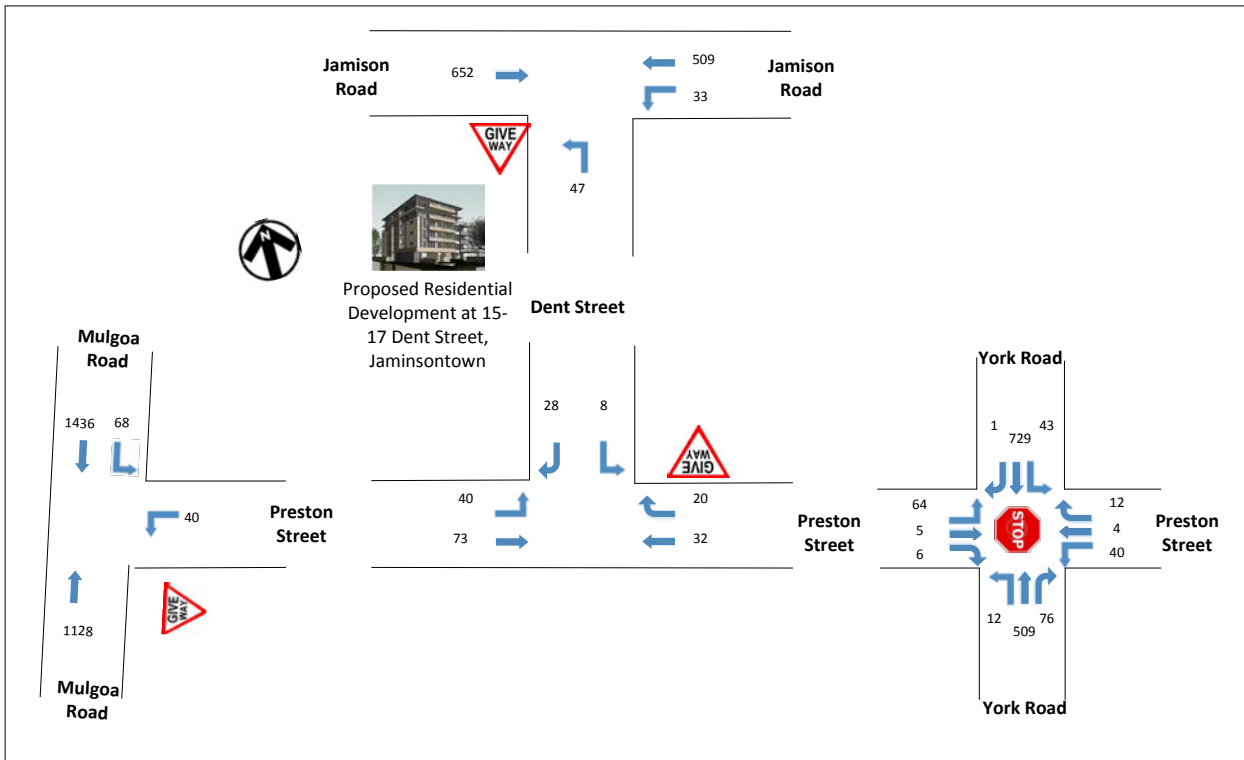 Jamison
Road
652
509
33
Jamison
Road
GIVE
WAY
47
N
Proposed Residential
Development at 15-
17 Dent Street,
Jaminsontown
Dent Street
Mulgoa
Road
1436
68
40
Preston
Street
GIVE
WAY
1128
Mulgoa
Road
28
8
GIVE
WAY
40
73
20
32
Preston
Street
York Road
1
729
43
64
5
6
STOP
12
4
40
Preston
Street
12
509
76
York Road